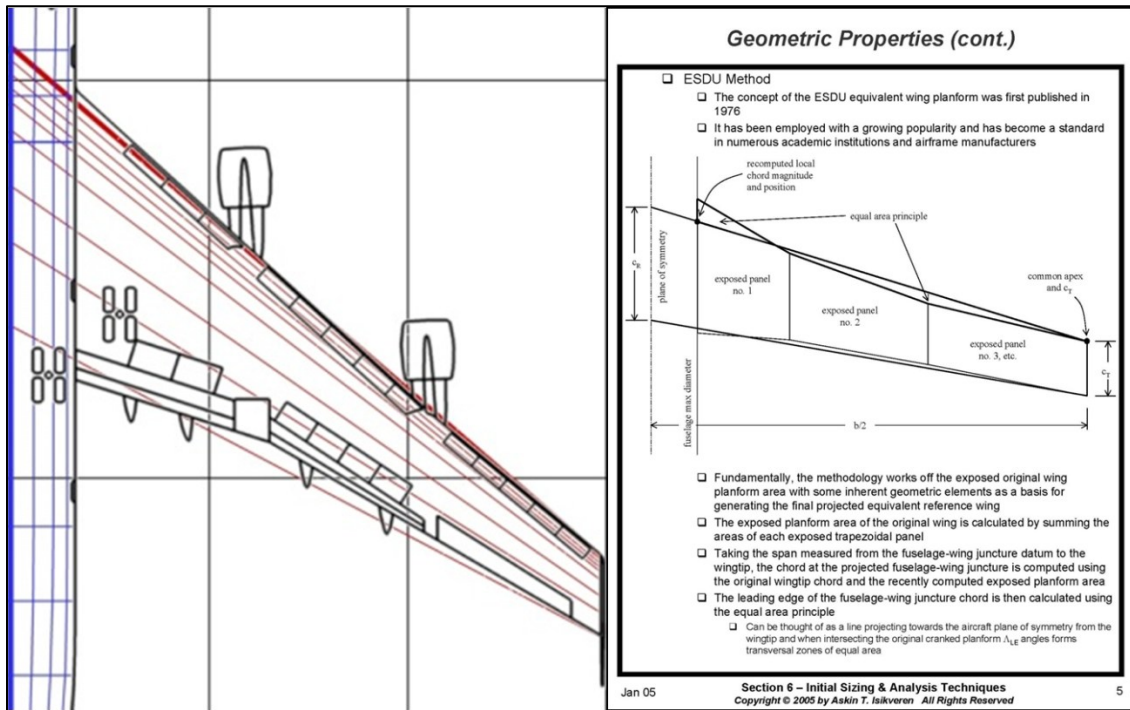 Geometric Properties (cont.)
❑ ESDU Method
❑ The concept of the ESDU equivalent wing planform was first published in
1976
❑ It has been employed with a growing popularity and has become a standard
in numerous academic institutions and airframe manufacturers
recomputed local
chord magnitude
and position
equal area principle
common apex
and cT
cR
plane of symmetry
exposed panel
no. 1
exposed panel
no. 2
exposed panel
no. 3, etc.
cT
fuselage max diameter
b/2
❑ Fundamentally, the methodology works off the exposed original wing
planform area with some inherent geometric elements as a basis for
generating the final projected equivalent reference wing
❑ The exposed planform area of the original wing is calculated by summing the
areas of each exposed trapezoidal panel
❑ Taking the span measured from the fuselage-wing juncture datum to the
wingtip, the chord at the projected fuselage-wing juncture is computed using
the original wingtip chord and the recently computed exposed planform area
❑ The leading edge of the fuselage-wing juncture chord is then calculated using
the equal area principle
❑ Can be thought of as a line projecting towards the aircraft plane of symmetry from the
wingtip and when intersecting the original cranked planform ΛLE angles forms
transversal zones of equal area
Jan 05
Section 6 – Initial Sizing & Analysis Techniques
5
Copyright © 2005 by Askin T. Isikveren All Rights Reserved